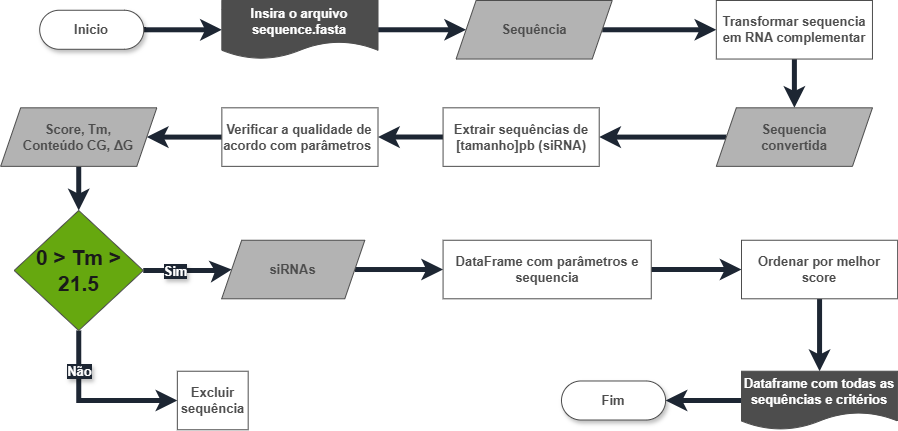 Inicio
Insira o arquivo
sequence.fasta
Sequência
Transformar sequencia
em RNA complementar
Sequencia
convertida
Extrair sequências de
[tamanho]pb (siRNA)
Verificar a qualidade de
acordo com parâmetros
Score, Tm,
Conteúdo CG, ΔG
0 > Tm >
21.5
Sim
siRNAs
DataFrame com parâmetros e
sequencia
Ordenar por melhor
score
Não
Excluir
sequência
Dataframe com todas as
sequências e critérios
Fim